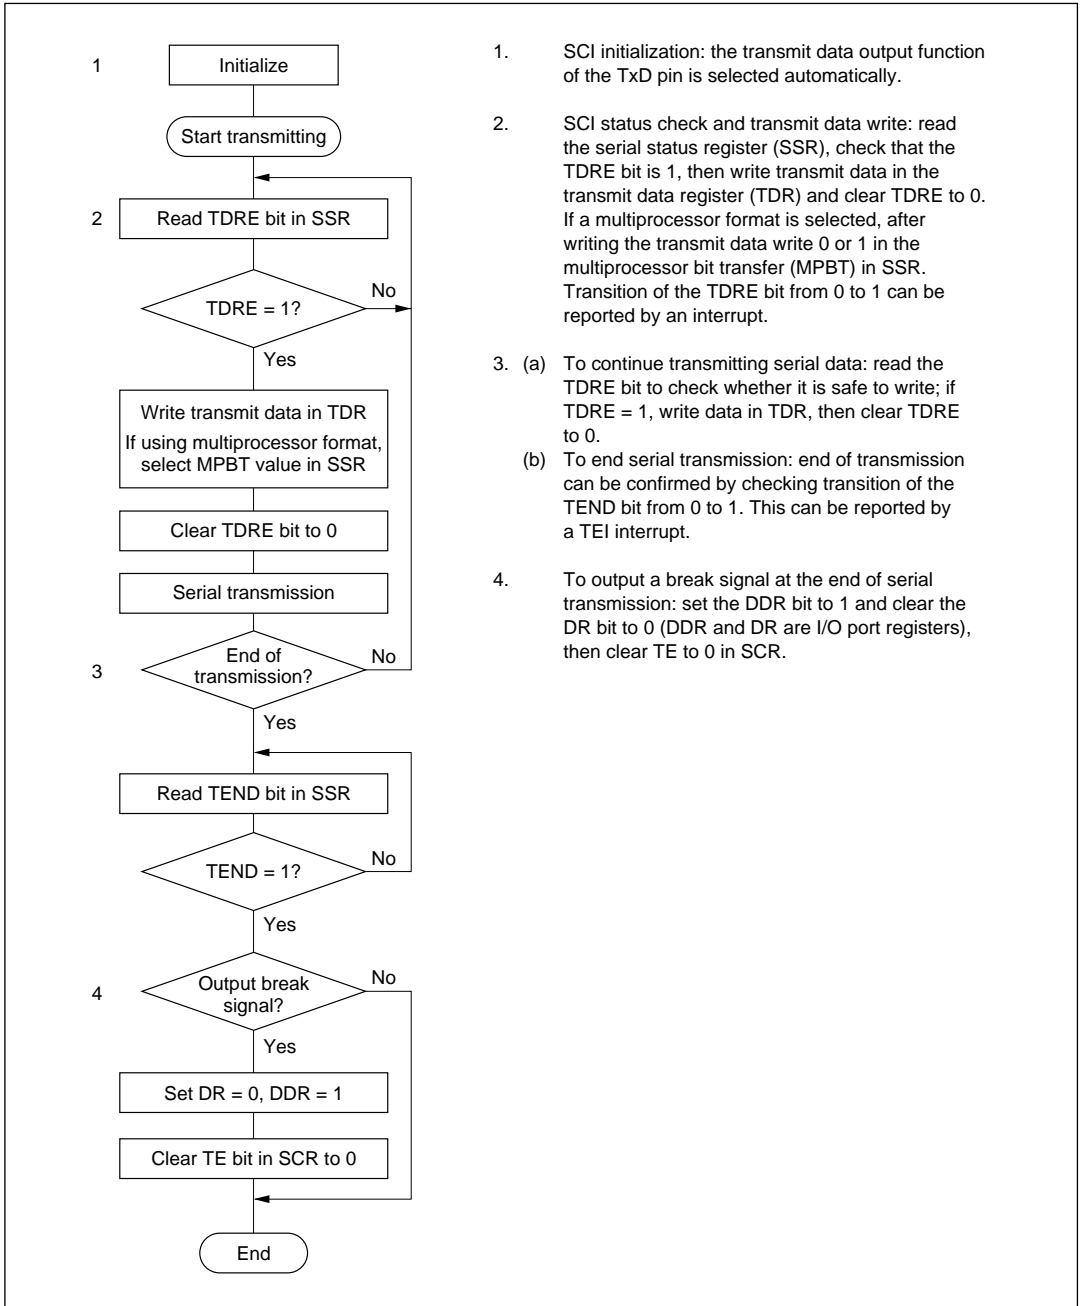 1
Initialize
Start transmitting
2
Read TDRE bit in SSR
TDRE = 1?
No
Yes
Write transmit data in TDR
If using multiprocessor format,
select MPBT value in SSR
Clear TDRE bit to 0
Serial transmission
3
End of
transmission?
No
Yes
Read TEND bit in SSR
TEND = 1?
No
Yes
4
Output break
signal?
No
Yes
Set DR = 0, DDR = 1
Clear TE bit in SCR to 0
End
1. SCI initialization: the transmit data output function
of the TxD pin is selected automatically.
2. SCI status check and transmit data write: read
the serial status register (SSR), check that the
TDRE bit is 1, then write transmit data in the
transmit data register (TDR) and clear TDRE to 0.
If a multiprocessor format is selected, after
writing the transmit data write 0 or 1 in the
multiprocessor bit transfer (MPBT) in SSR.
Transition of the TDRE bit from 0 to 1 can be
reported by an interrupt.
3. (a) To continue transmitting serial data: read the
TDRE bit to check whether it is safe to write; if
TDRE = 1, write data in TDR, then clear TDRE
to 0.
(b) To end serial transmission: end of transmission
can be confirmed by checking transition of the
TEND bit from 0 to 1. This can be reported by
a TEI interrupt.
4. To output a break signal at the end of serial
transmission: set the DDR bit to 1 and clear the
DR bit to 0 (DDR and DR are I/O port registers),
then clear TE to 0 in SCR.